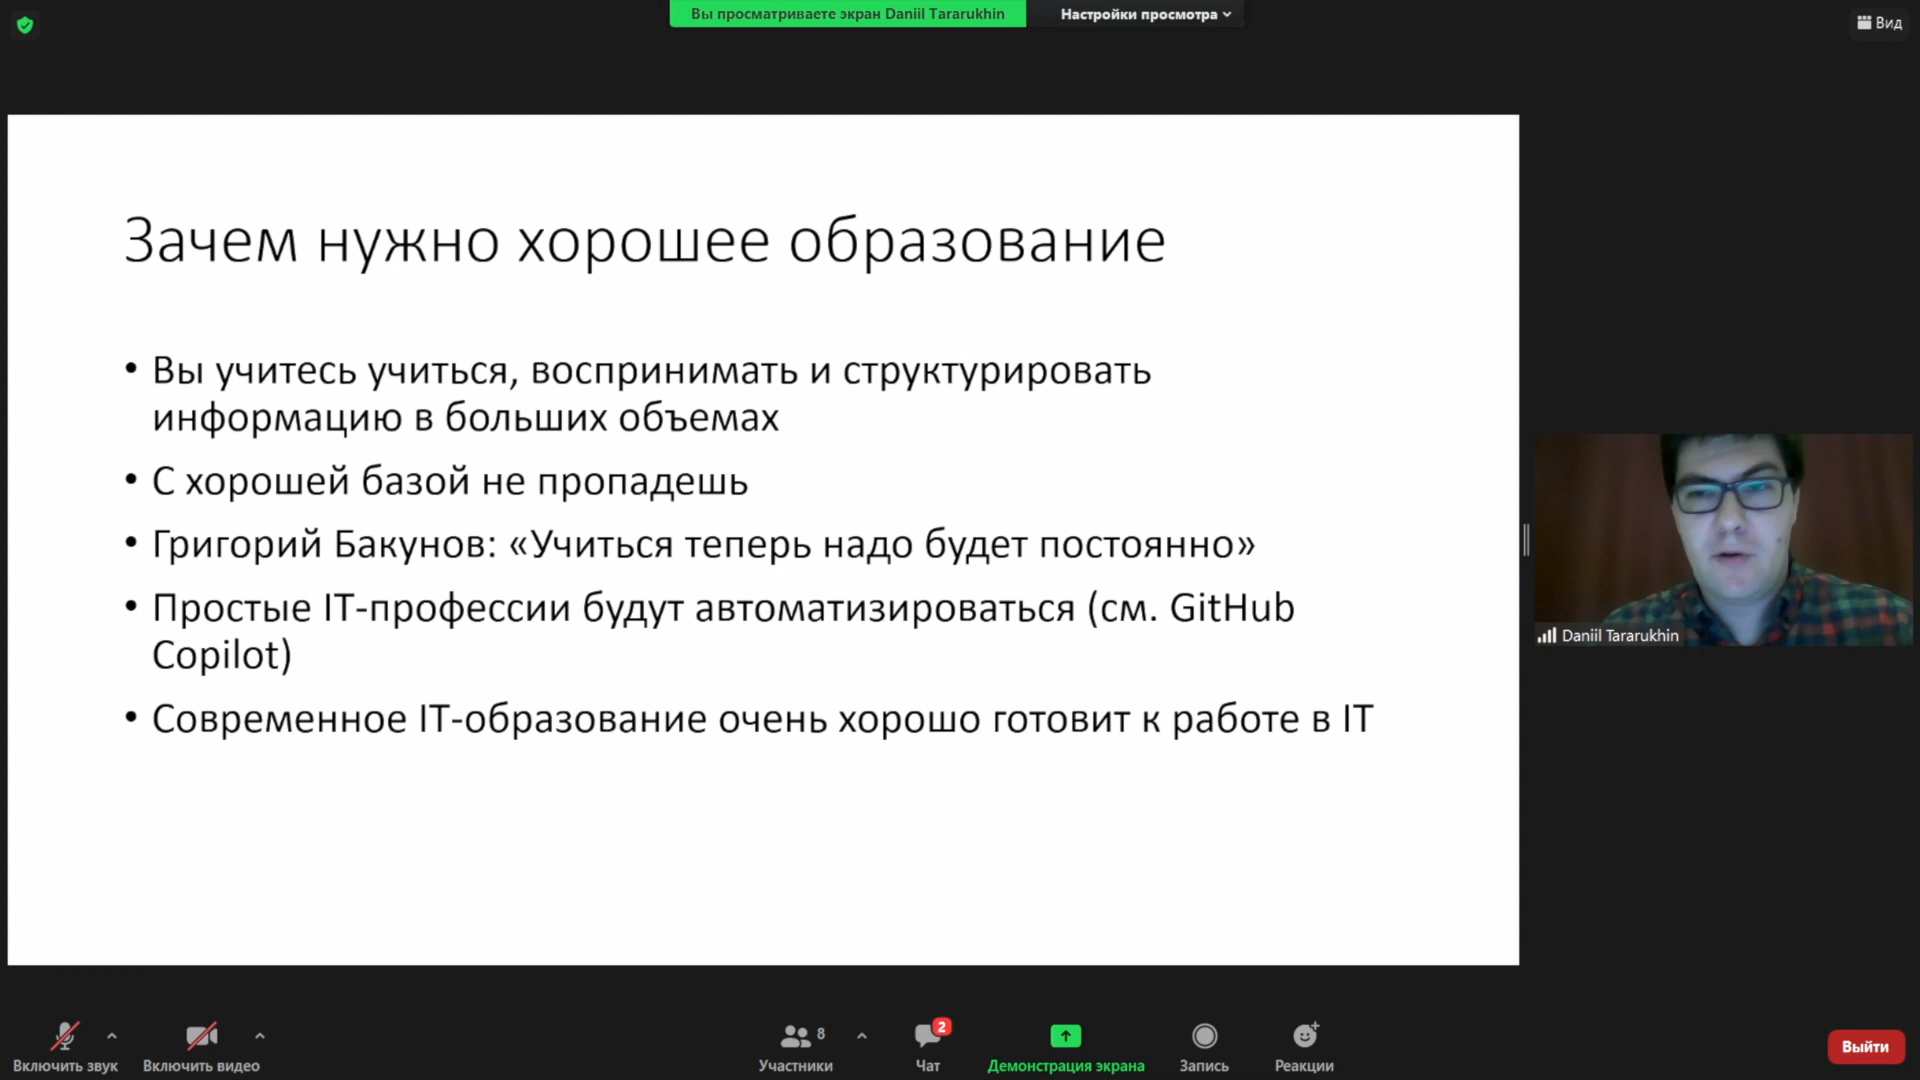 Вы просматриваете экран Daniil Tararukhin
Настройки просмотра
Вид
Зачем нужно хорошее образование
• Вы учитесь учиться, воспринимать и структурировать
информацию в больших объемах
• С хорошей базой не пропадешь
• Григорий Бакунов: «Учиться теперь надо будет постоянно»
• Простые IT-профессии будут автоматизироваться (см. GitHub
Copilot)
• Современное IT-образование очень хорошо готовит к работе в IT
Daniil Tararukhin
Включить звук
Включить видео
8
Участники
2
Чат
Демонстрация экрана
Запись
Реакции
Выйти